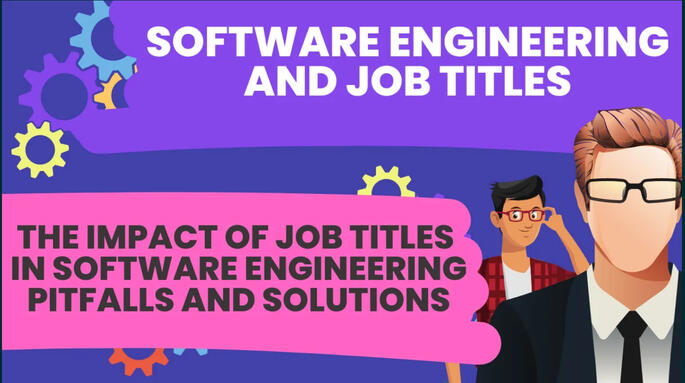 SOFTWARE ENGINEERING
AND JOB TITLES
THE IMPACT OF JOB TITLES
IN SOFTWARE ENGINEERING
PITFALLS AND SOLUTIONS